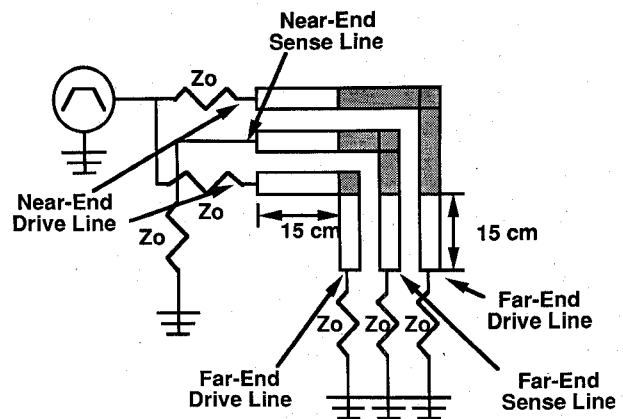 Near-End
Sense Line
Zo
Near-End
Drive Line
Zo
Zo
15 cm
15 cm
Zo
Zo
Zo
Far-End
Drive Line
Far-End
Drive Line
Far-End
Sense Line